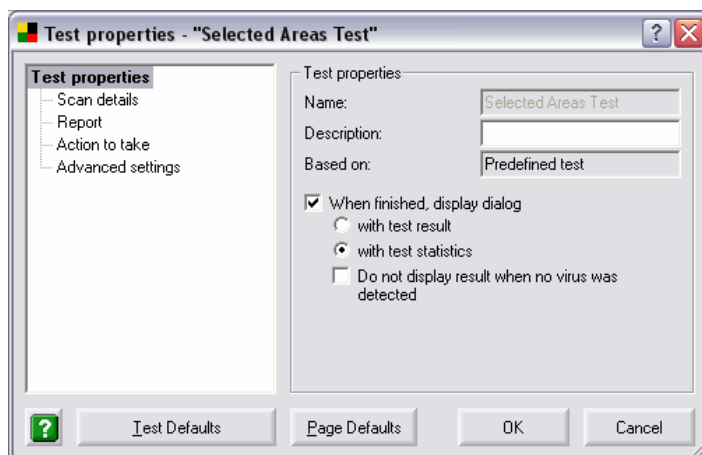 Test properties - "Selected Areas Test"
?
Test properties
Scan details
Report
Action to take
Advanced settings
Test properties
Name:
Selected Areas Test
Description:
Based on:
Predefined test
When finished, display dialog
with test result
with test statistics
Do not display result when no virus was
detected
?
Test Defaults
Page Defaults
OK
Cancel